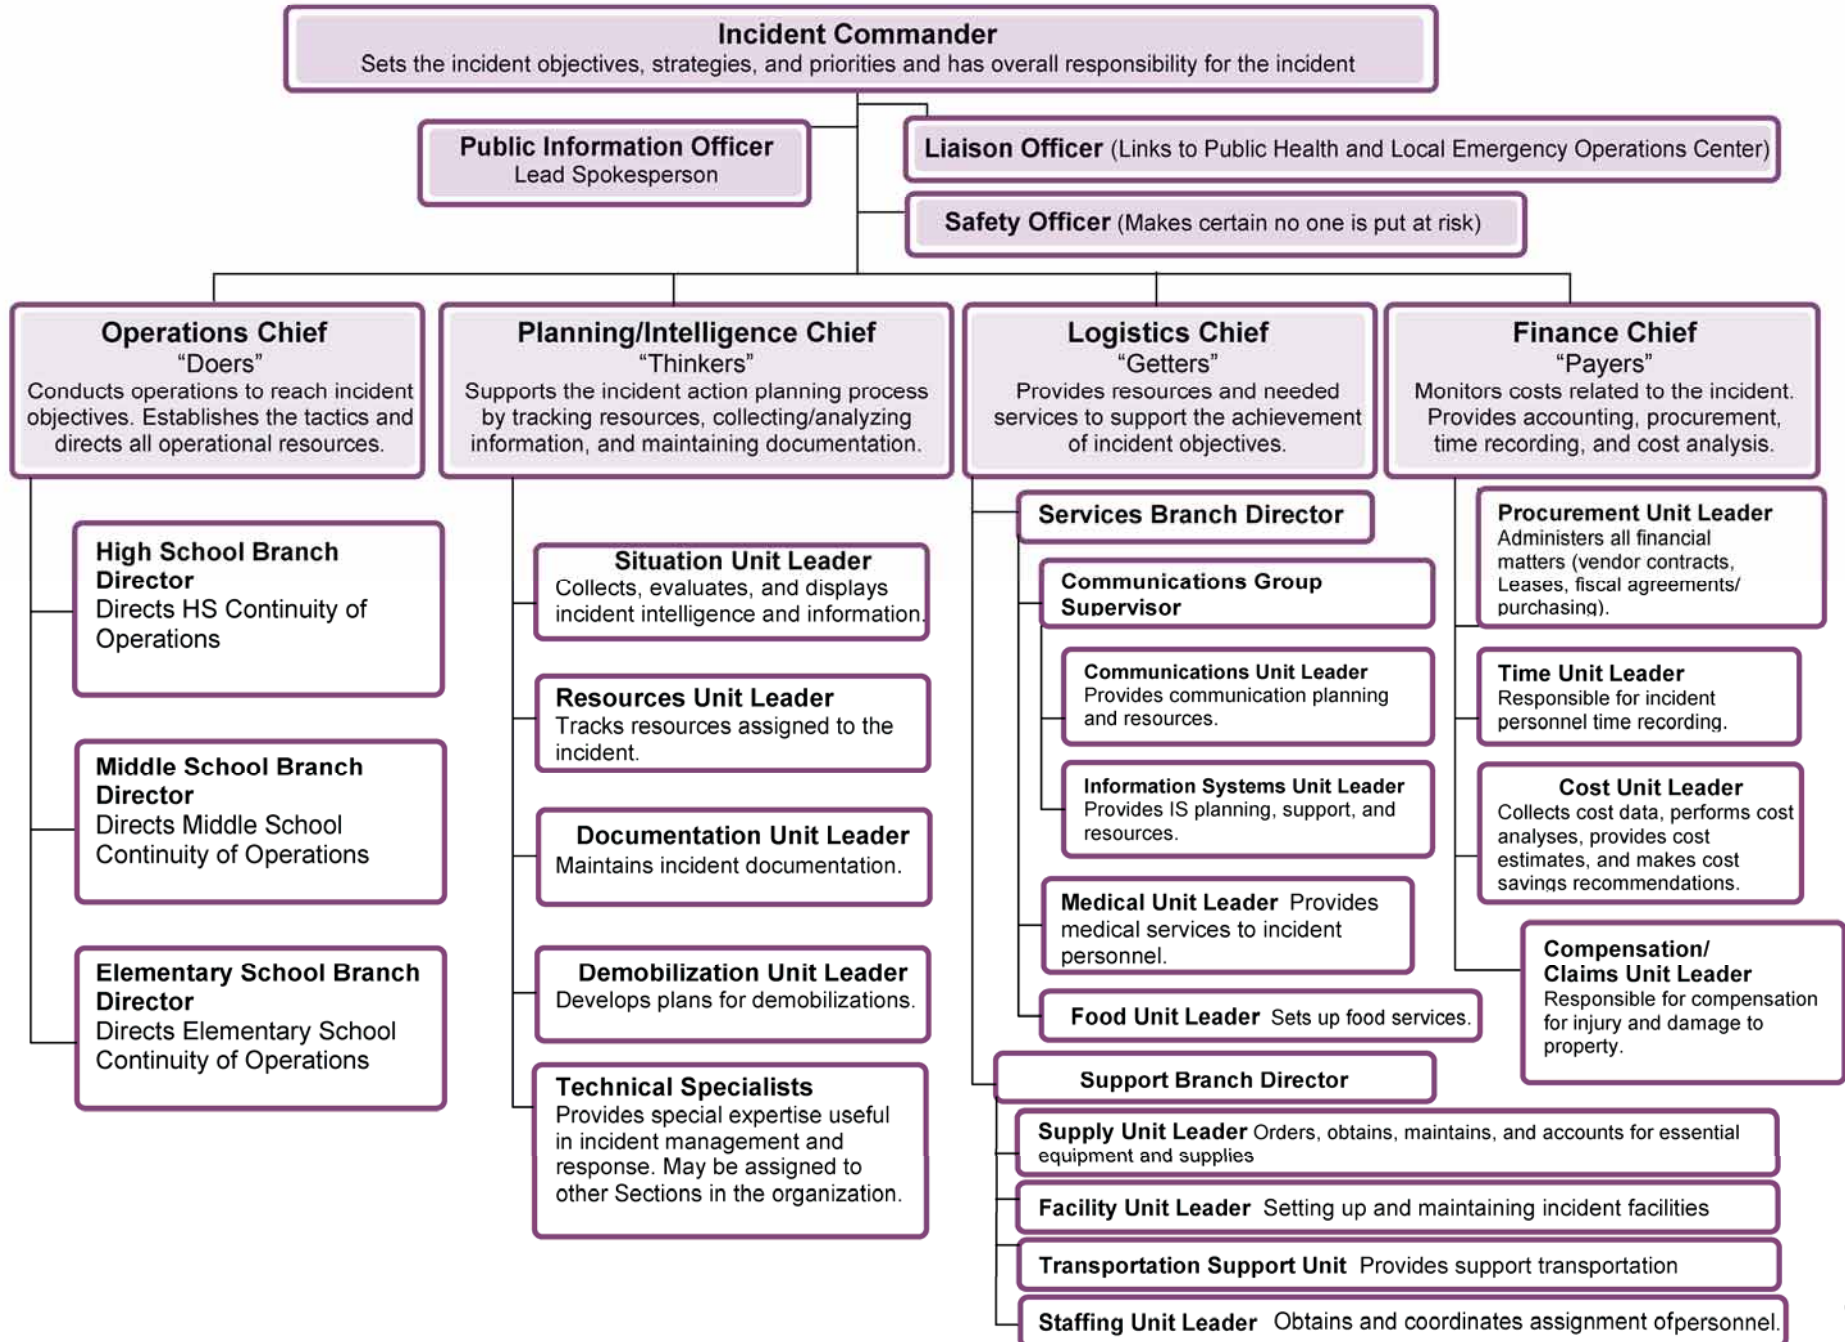 Incident Commander
Sets the incident objectives, strategies, and priorities and has overall responsibility for the incident
Public Information Officer
Lead Spokesperson
Liaison Officer (Links to Public Health and Local Emergency Operations Center)
Safety Officer (Makes certain no one is put at risk)
Operations Chief
“Doers”
Conducts operations to reach incident
objectives. Establishes the tactics and
directs all operational resources.
High School Branch
Director
Directs HS Continuity of
Operations
Middle School Branch
Director
Directs Middle School
Continuity of Operations
Elementary School Branch
Director
Directs Elementary School
Continuity of Operations
Planning/Intelligence Chief
“Thinkers”
Supports the incident action planning process
by tracking resources, collecting/analyzing
information, and maintaining documentation.
Situation Unit Leader
Collects, evaluates, and displays
incident intelligence and information.
Resources Unit Leader
Tracks resources assigned to the
incident.
Documentation Unit Leader
Maintains incident documentation.
Demobilization Unit Leader
Develops plans for demobilizations.
Technical Specialists
Provides special expertise useful
in incident management and
response. May be assigned to
other Sections in the organization.
Logistics Chief
“Getters”
Provides resources and needed
services to support the achievement
of incident objectives.
Services Branch Director
Communications Group
Supervisor
Communications Unit Leader
Provides communication planning
and resources.
Information Systems Unit Leader
Provides IS planning, support, and
resources.
Medical Unit Leader Provides
medical services to incident
personnel.
Food Unit Leader Sets up food services.
Support Branch Director
Supply Unit Leader Orders, obtains, maintains, and accounts for essential
equipment and supplies
Facility Unit Leader Setting up and maintaining incident facilities
Transportation Support Unit Provides support transportation
Staffing Unit Leader Obtains and coordinates assignment ofpersonnel.
Finance Chief
“Payers”
Monitors costs related to the incident.
Provides accounting, procurement,
time recording, and cost analysis.
Procurement Unit Leader
Administers all financial
matters (vendor contracts,
Leases, fiscal agreements/
purchasing).
Time Unit Leader
Responsible for incident
personnel time recording.
Cost Unit Leader
Collects cost data, performs cost
analyses, provides cost
estimates, and makes cost
savings recommendations.
Compensation/
Claims Unit Leader
Responsible for compensation
for injury and damage to
property.